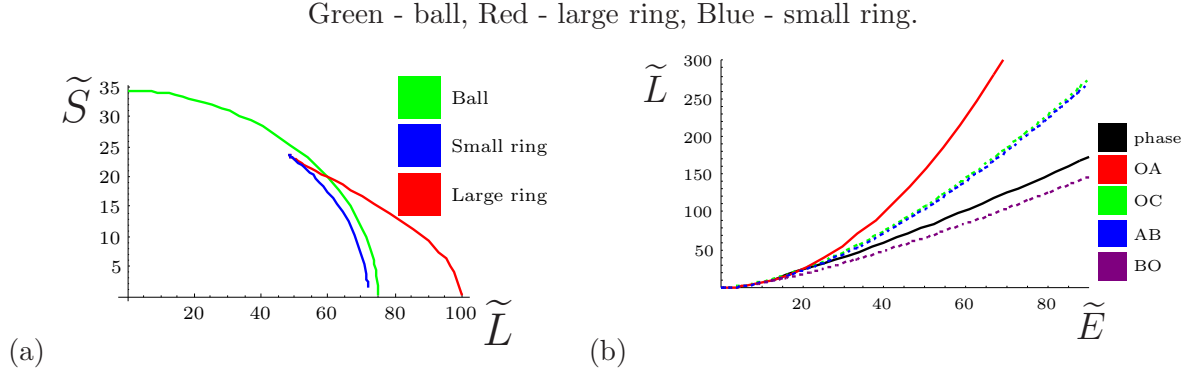 Green - ball, Red - large ring, Blue - small ring.
S̃
35
30
25
20
15
10
5
20
40
60
80
100
L̃
Ball
Small ring
Large ring
(a)
L̃
300
250
200
150
100
50
20
40
60
80
Ẽ
phase
OA
OC
AB
BO
(b)